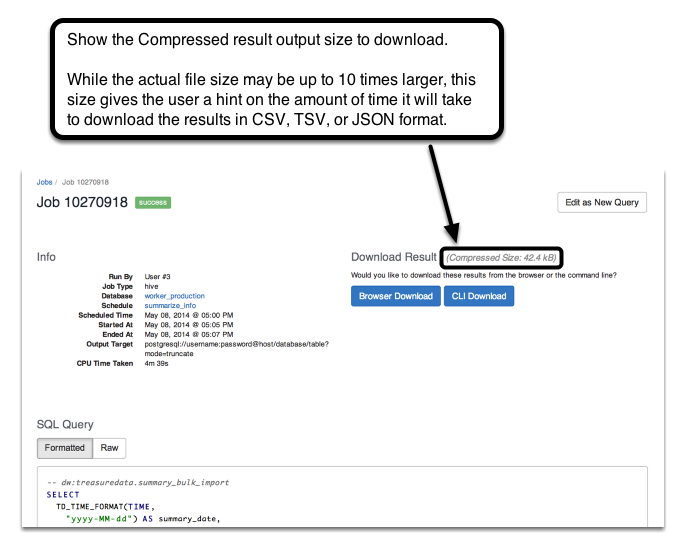 Show the Compressed result output size to download.
While the actual file size may be up to 10 times larger, this
size gives the user a hint on the amount of time it will take
to download the results in CSV, TSV, or JSON format.
Jobs / Job 10270918
Job 10270918 success
Edit as New Query
Info
Run By User #3
Job Type hive
Database worker_production
Schedule summarize_info
Scheduled Time May 08, 2014 @ 05:00 PM
Started At May 08, 2014 @ 05:05 PM
Ended At May 08, 2014 @ 05:07 PM
Output Target postgresql://username:password@host/database/table?
mode=truncate
CPU Time Taken 4m 39s
Download Result (Compressed Size: 42.4 kB)
Would you like to download these results from the browser or the command line?
Browser Download CLI Download
SQL Query
Formatted Raw
-- dw:treasuredata.summary_bulk_import
SELECT
TD_TIME_FORMAT(TIME,
"yyyy-MM-dd") AS summary_date,